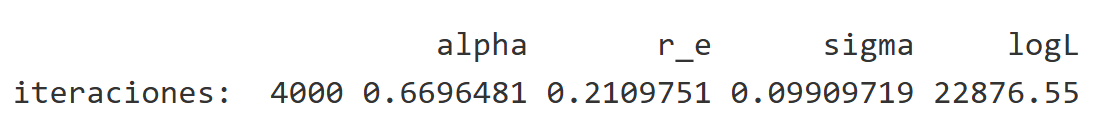 alpha r_e sigma logL
iteraciones: 4000 0.6696481 0.2109751 0.09909719 22876.55